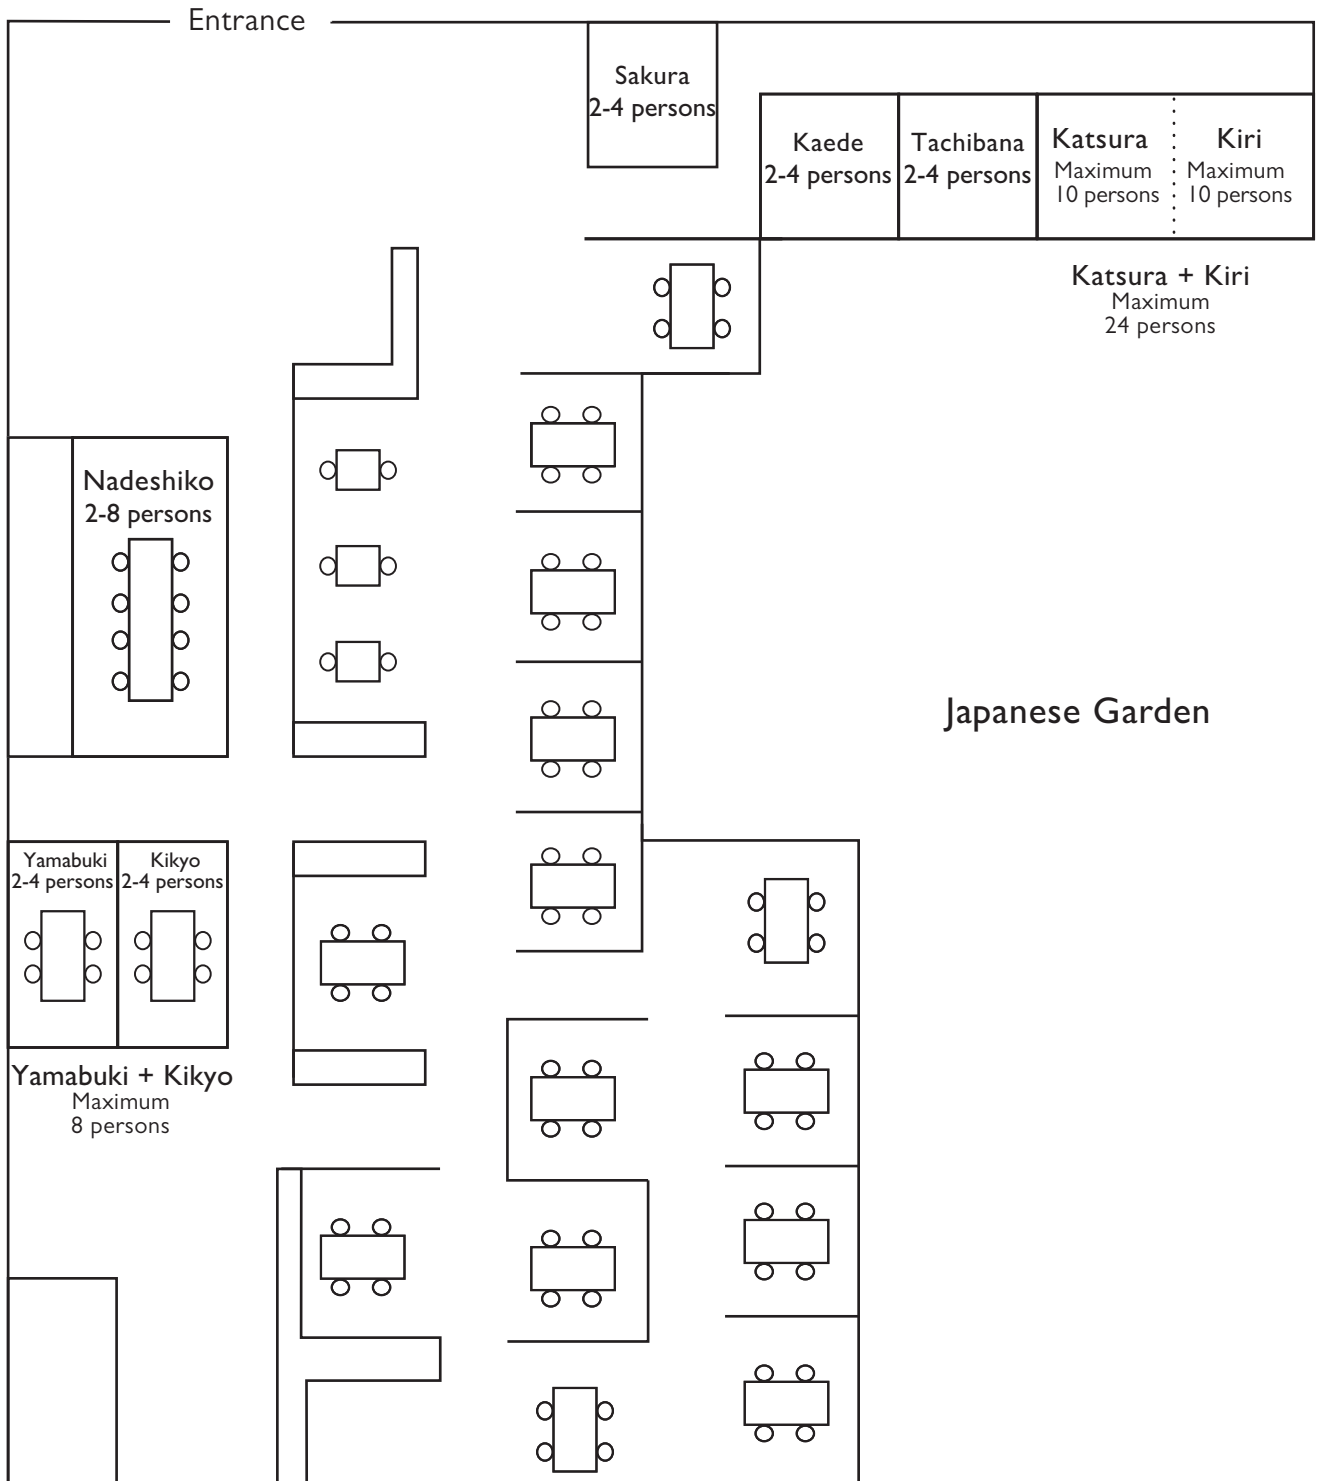 Entrance
Sakura
2-4 persons
Kaede
2-4 persons
Tachibana
2-4 persons
Katsura
Maximum
10 persons
Kiri
Maximum
10 persons
Katsura + Kiri
Maximum
24 persons
Nadeshiko
2-8 persons
Japanese Garden
Yamabuki
2-4 persons
Kikyo
2-4 persons
Yamabuki + Kikyo
Maximum
8 persons